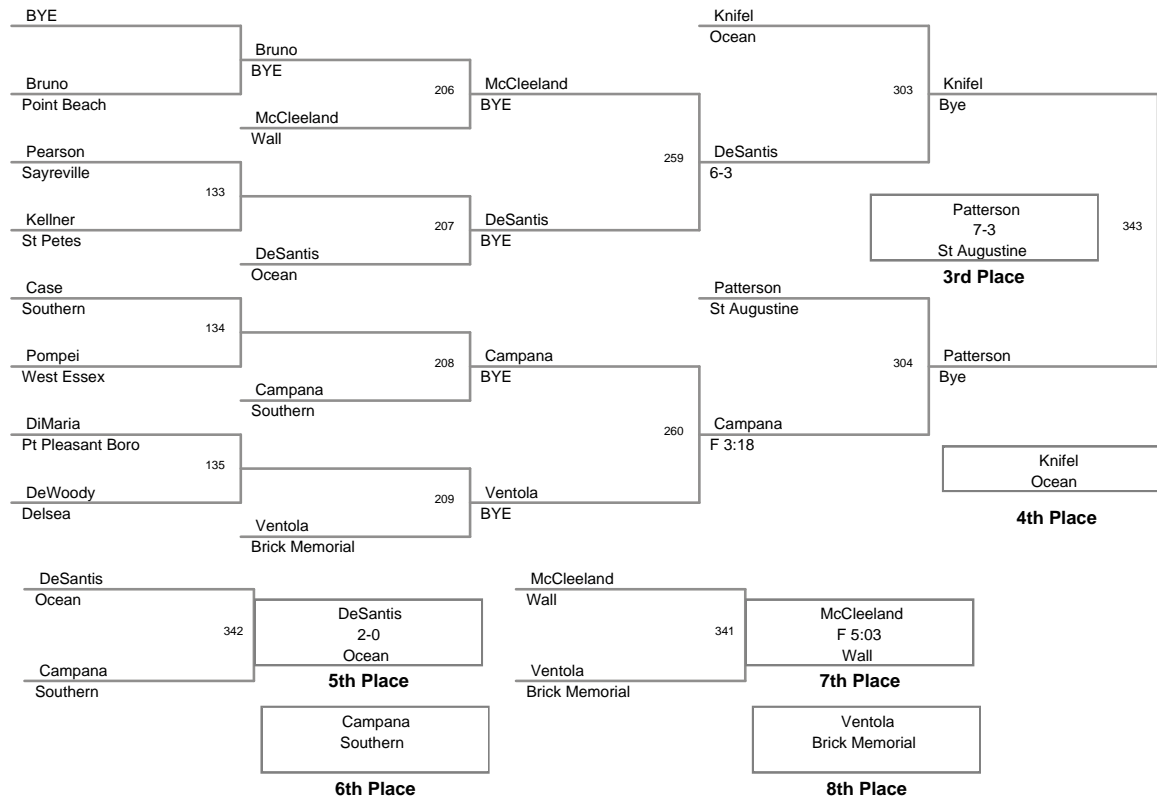 BYE
Bruno
Point Beach
Pearson
Sayreville
Kellner
St Petes
Case
Southern
Pompei
West Essex
DiMaria
Pt Pleasant Boro
DeWoody
Delsea
133
134
135
Bruno
BYE
McCleeland
Wall
DeSantis
Ocean
Campana
Southern
Ventola
Brick Memorial
206
207
208
209
McCleeland
BYE
DeSantis
BYE
Campana
BYE
Ventola
BYE
259
260
Knifel
Ocean
DeSantis
6-3
Patterson
St Augustine
Campana
F 3:18
303
304
Knifel
Bye
Patterson
Bye
343
Patterson
7-3
St Augustine
3rd Place
Knifel
Ocean
4th Place
DeSantis
Ocean
Campana
Southern
342
DeSantis
2-0
Ocean
5th Place
Campana
Southern
6th Place
McCleeland
Wall
Ventola
Brick Memorial
341
McCleeland
F 5:03
Wall
7th Place
Ventola
Brick Memorial
8th Place